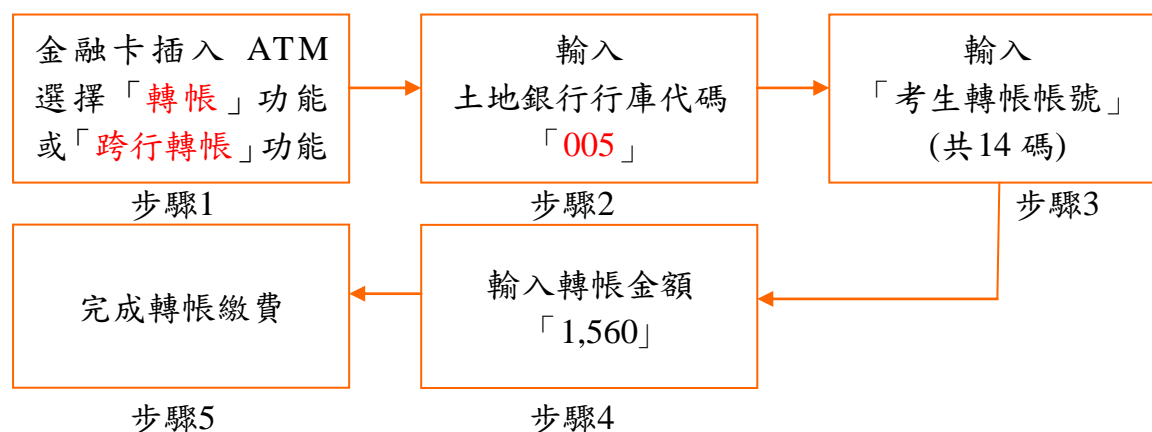 金融卡插入 ATM
選擇「轉帳」功能
或「跨行轉帳」功能
步驟1
輸入
土地銀行行庫代碼
「005」
步驟2
輸入
「考生轉帳帳號」
(共14 碼)
步驟3
輸入轉帳金額
「1,560」
步驟4
完成轉帳繳費
步驟5